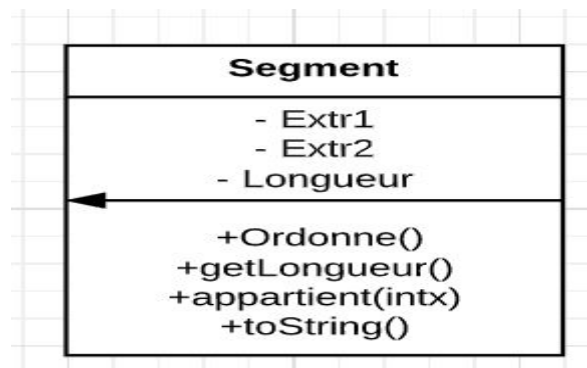 Segment
- Extr1
- Extr2
- Longueur
+Ordonne()
+getLongueur()
+appartient(intx)
+toString()